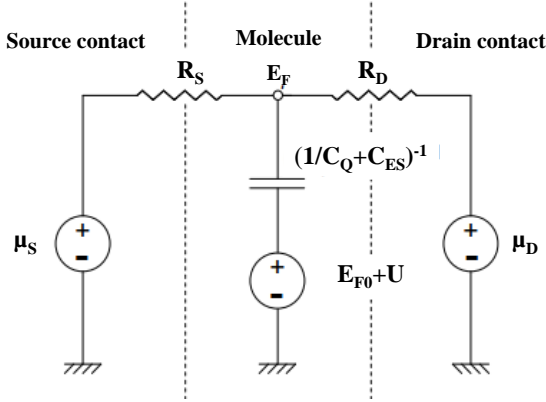 Source contact
Molecule
Drain contact
R_S
E_F
R_D
(1/C_Q+C_ES)^-1
+
-
μ_S
+
-
E_F0+U
+
-
μ_D